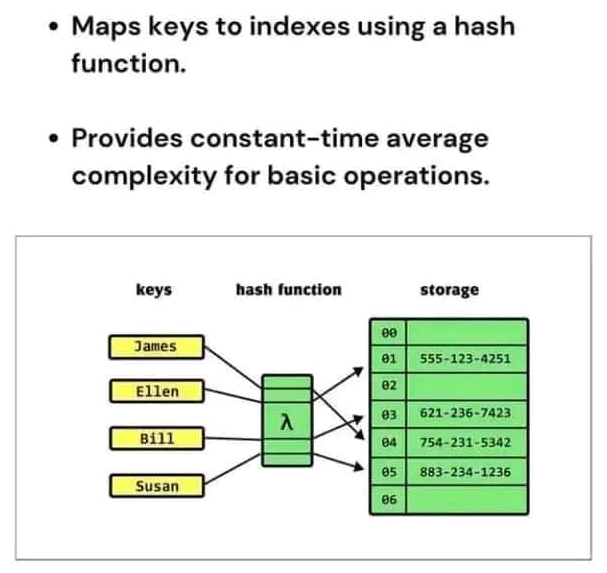 • Maps keys to indexes using a hash
function.
• Provides constant-time average
complexity for basic operations.
keys hash function storage
James
Ellen
Bill
Susan
λ
00
01 555-123-4251
02
03 621-236-7423
04 754-231-5342
05 883-234-1236
06